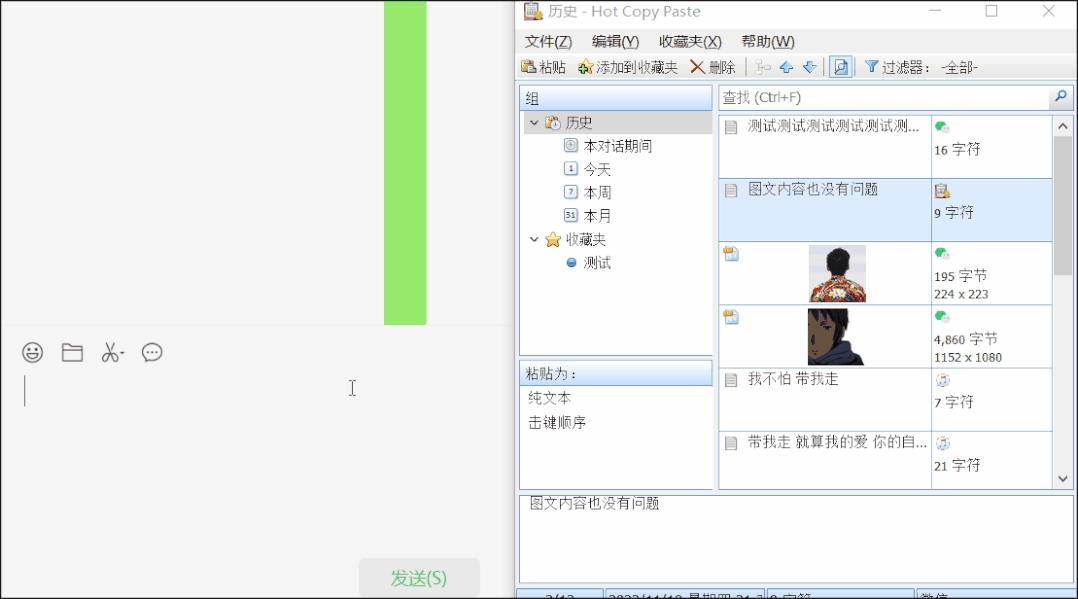 历史 - Hot Copy Paste
文件(Z) 编辑(Y) 收藏夹(X) 帮助(W)
粘贴 添加到收藏夹 删除 过滤器: -全部-
组
历史
本对话期间
今天
本周
本月
收藏夹
测试
粘贴为:
纯文本
击键顺序
查找 (Ctrl+F)
测试测试测试测试测试测...
16 字符
图文内容也没有问题
9 字符
195 字节
224 x 223
4,860 字节
1152 x 1080
我不怕 带我走
7 字符
带我走 就算我的爱 你的自...
21 字符
图文内容也没有问题
发送(S)